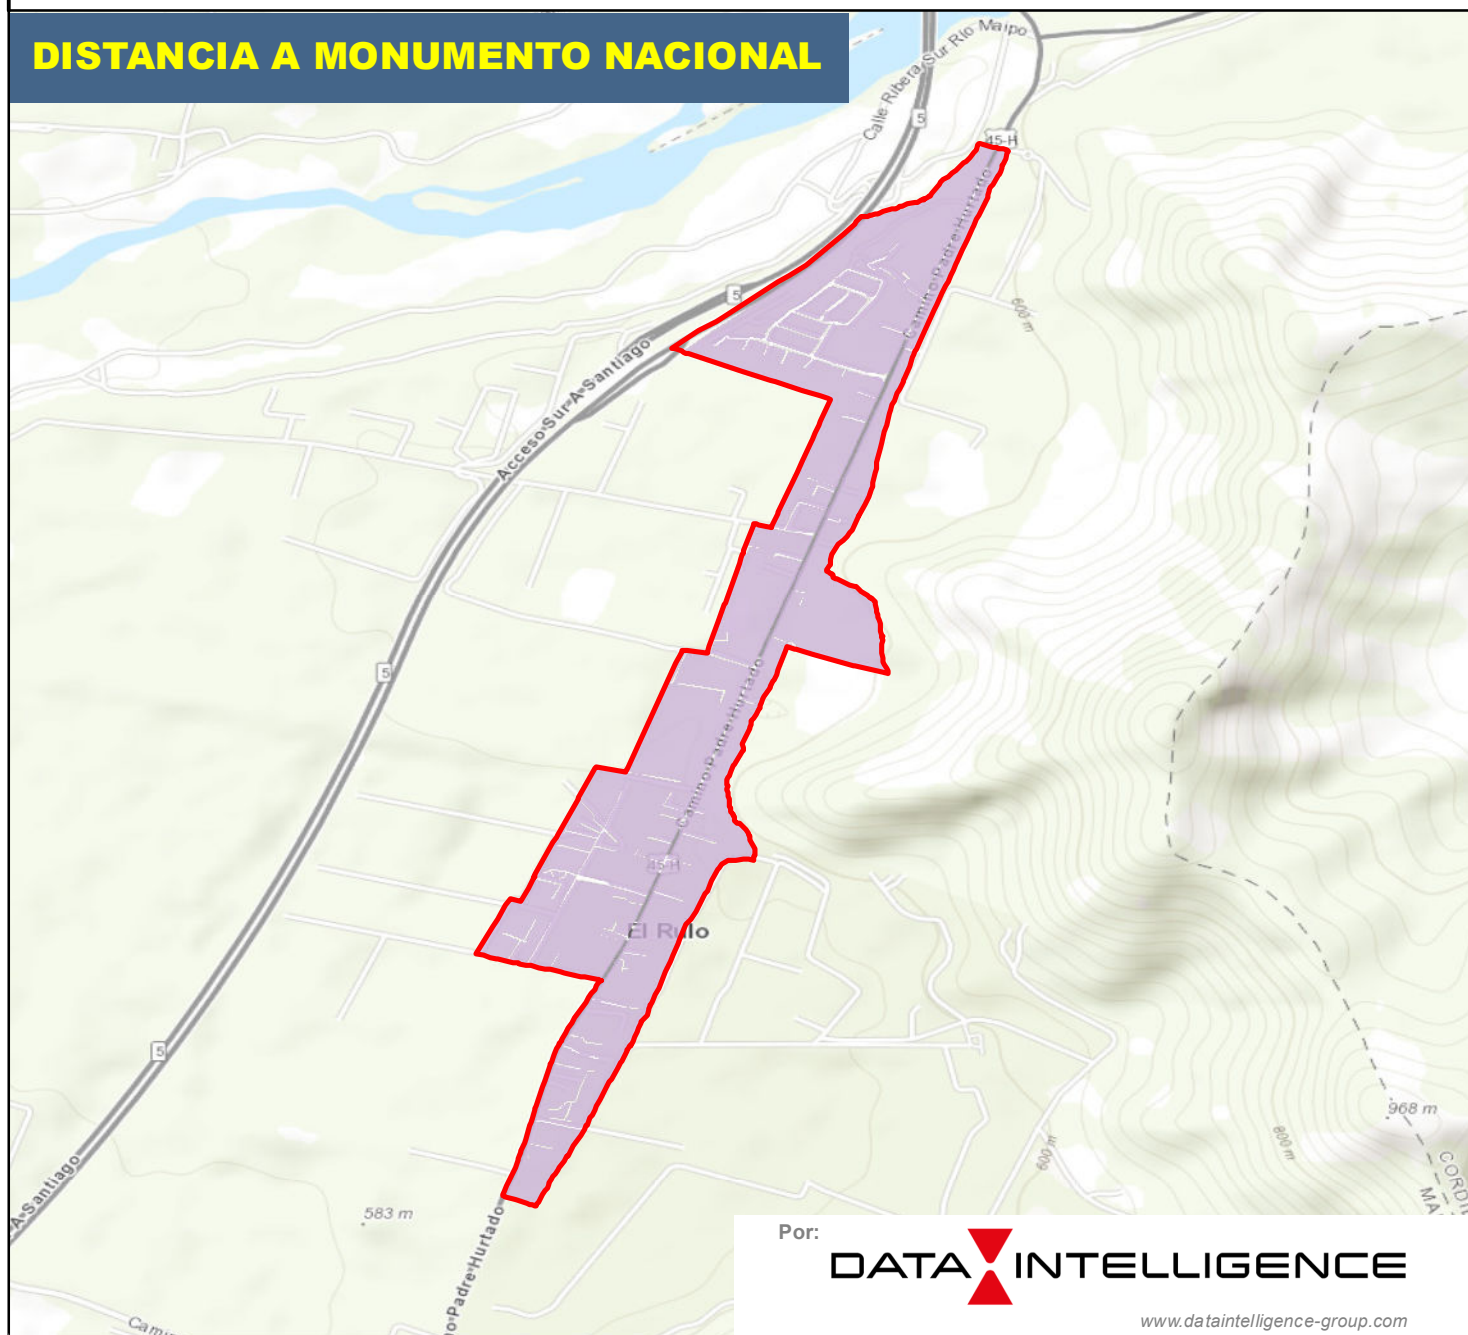 DISTANCIA A MONUMENTO NACIONAL
Calle Ribera Sur Río Maipo
5
45-H
Camino Padre Hurtado
5
600 m
Acceso Sur A Santiago
5
Camino Padre Hurtado
45-H
El Rulo
5
A Santiago
583 m
Padre Hurtado
968 m
800 m
600 m
Por:
DATA INTELLIGENCE
www.dataintelligence-group.com